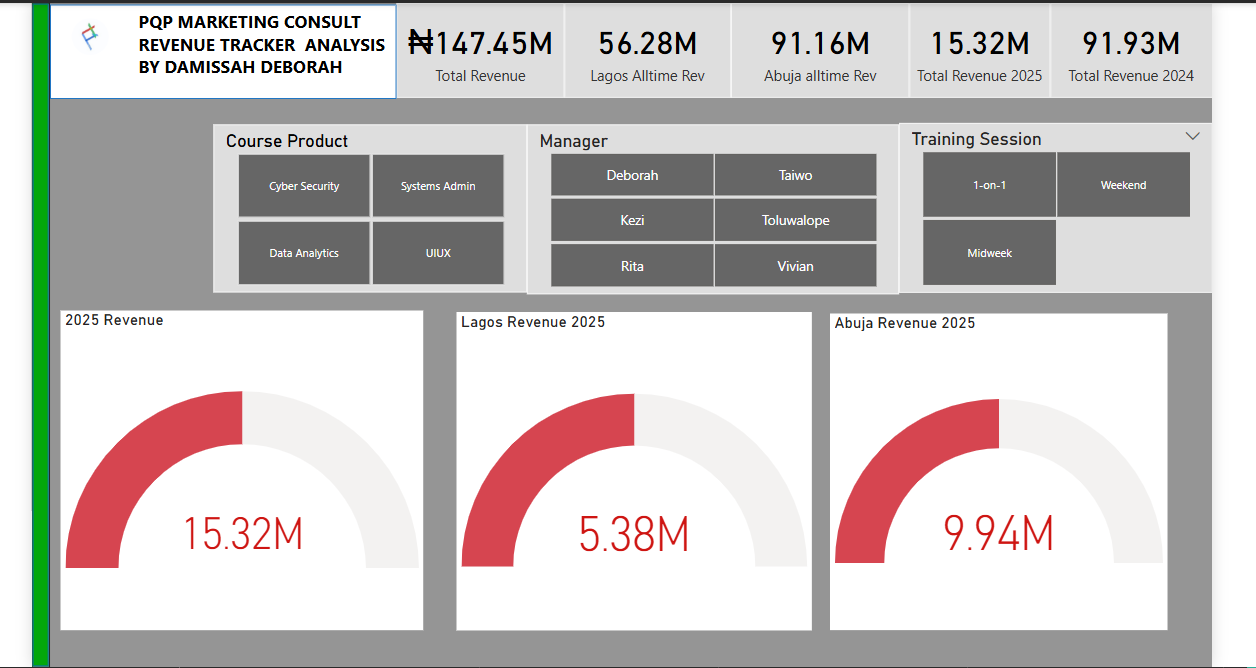 PQP MARKETING CONSULT
REVENUE TRACKER ANALYSIS
BY DAMISSAH DEBORAH
₦147.45M
Total Revenue
56.28M
Lagos Alltime Rev
91.16M
Abuja alltime Rev
15.32M
Total Revenue 2025
91.93M
Total Revenue 2024
Course Product
Cyber Security
Systems Admin
Data Analytics
UIUX
Manager
Deborah
Taiwo
Kezi
Toluwalope
Rita
Vivian
Training Session
1-on-1
Weekend
Midweek
2025 Revenue
15.32M
Lagos Revenue 2025
5.38M
Abuja Revenue 2025
9.94M